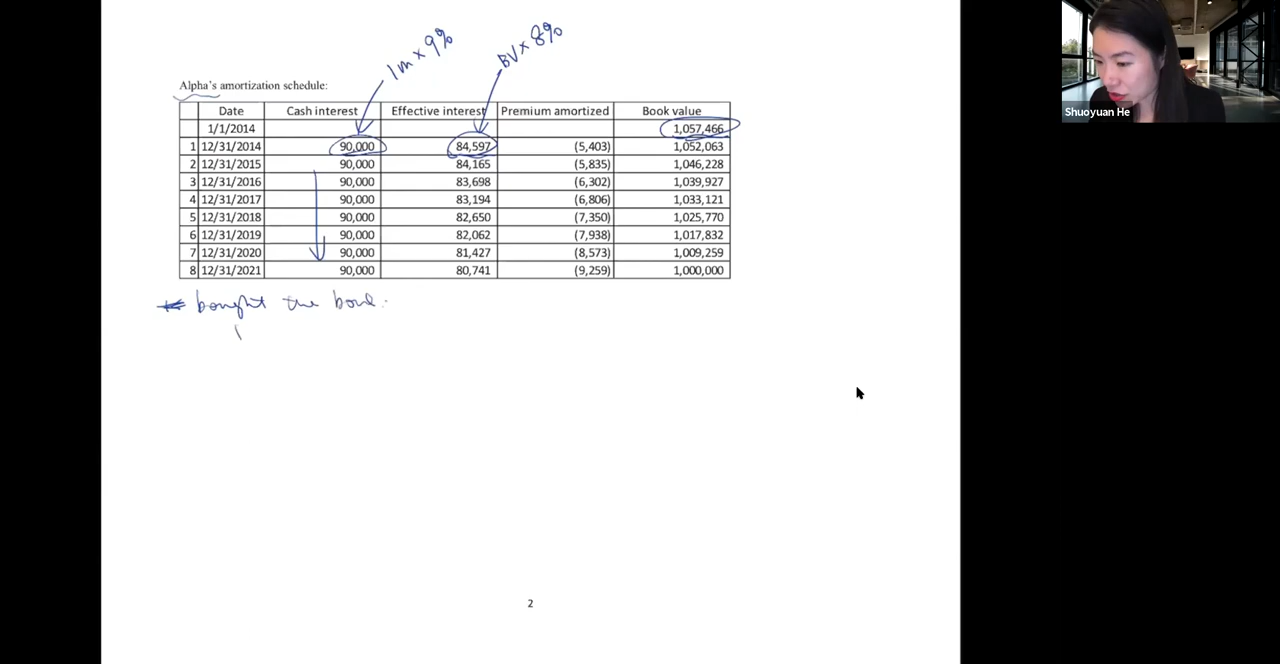 1m x 9%
BV x 8%
Alpha's amortization schedule:
Date Cash interest Effective interest Premium amortized Book value
1/1/2014 1,057,466
1 12/31/2014 90,000 84,597 (5,403) 1,052,063
2 12/31/2015 90,000 84,165 (5,835) 1,046,228
3 12/31/2016 90,000 83,698 (6,302) 1,039,927
4 12/31/2017 90,000 83,194 (6,806) 1,033,121
5 12/31/2018 90,000 82,650 (7,350) 1,025,770
6 12/31/2019 90,000 82,062 (7,938) 1,017,832
7 12/31/2020 90,000 81,427 (8,573) 1,009,259
8 12/31/2021 90,000 80,741 (9,259) 1,000,000
bought the bond.
2
Shuoyuan He